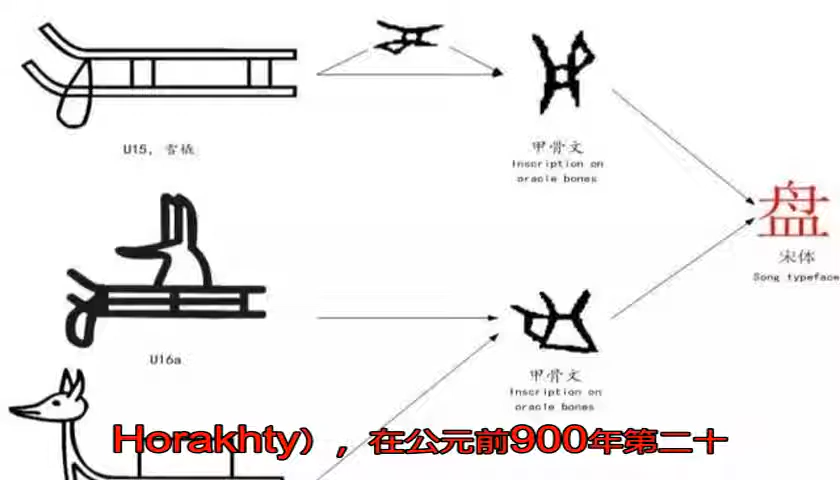 U15，雪橇
甲骨文
Inscription on
oracle bones
盘
宋体
Song typeface
U16a
甲骨文
Inscription on
oracle bones
Horakhty），在公元前900年第二十